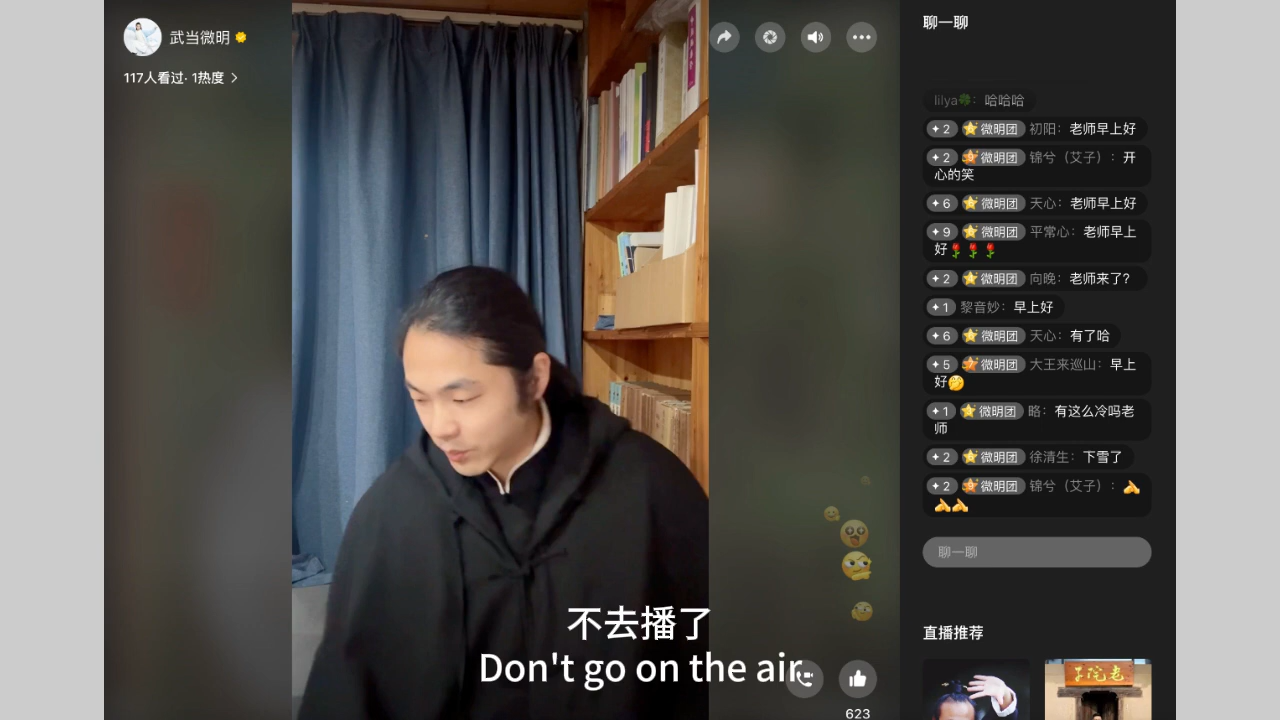 武当微明
117人看过· 1热度
聊一聊
lilya🍀： 哈哈哈
2 微明团 初阳： 老师早上好
2 微明团 锦兮（艾子）： 开
心的笑
6 微明团 天心： 老师早上好
9 微明团 平常心： 老师早上
好🌹🌹🌹
2 微明团 向晚： 老师来了?
1 黎音妙： 早上好
6 微明团 天心： 有了哈
5 微明团 大王来巡山： 早上
好
1 微明团 略： 有这么冷吗老
师
2 微明团 徐清生： 下雪了
2 微明团 锦兮（艾子）：
聊一聊
不去播了
Don't go on the air
623
直播推荐